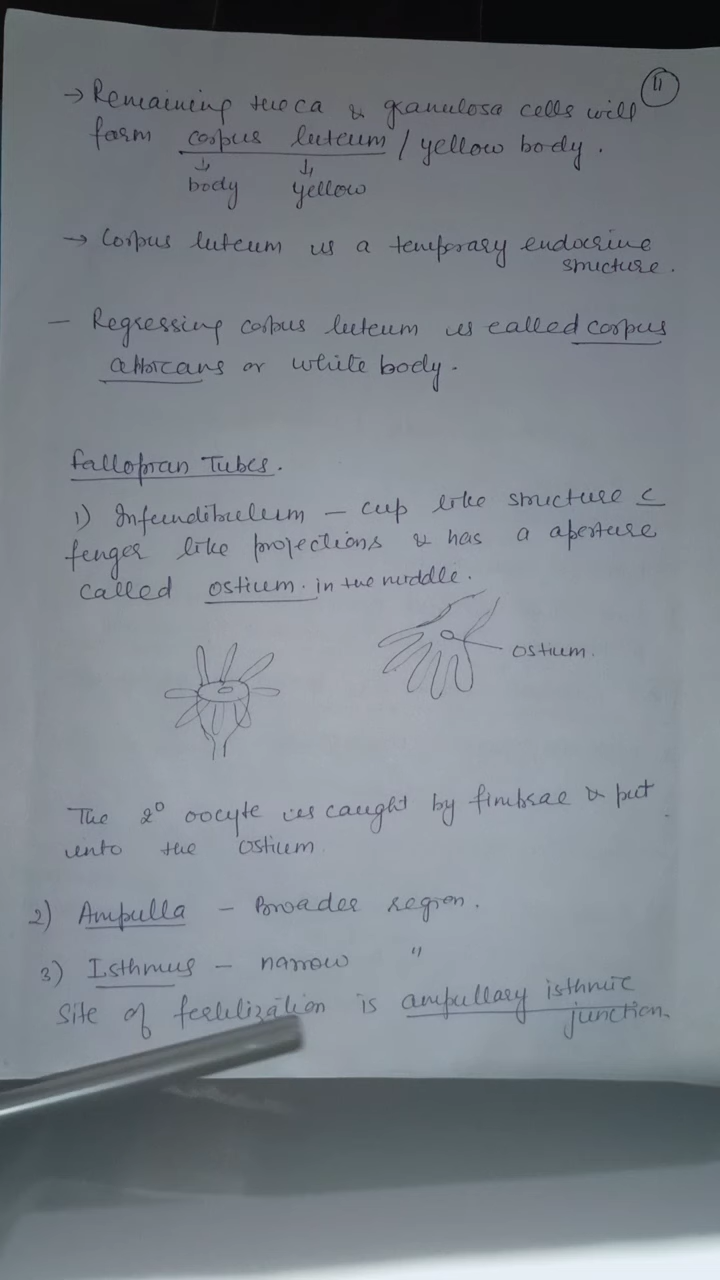 4
→ Remaining theca & granulosa cells will
form corpus luteum / yellow body.
↓ ↓
body yellow
→ Corpus luteum is a temporary endocrine
structure.
— Regressing corpus luteum is called corpus
albicans or white body.
Fallopian Tubes.
1) Infundibulum – cup like structure c̅
finger like projections & has a aperture
called ostium in the middle.
ostium.
The 2° oocyte is caught by fimbrae & put
into the ostium
2) Ampulla – Broader region.
3) Isthmus – narrow "
Site of fertilization is ampullary isthmic
junction.